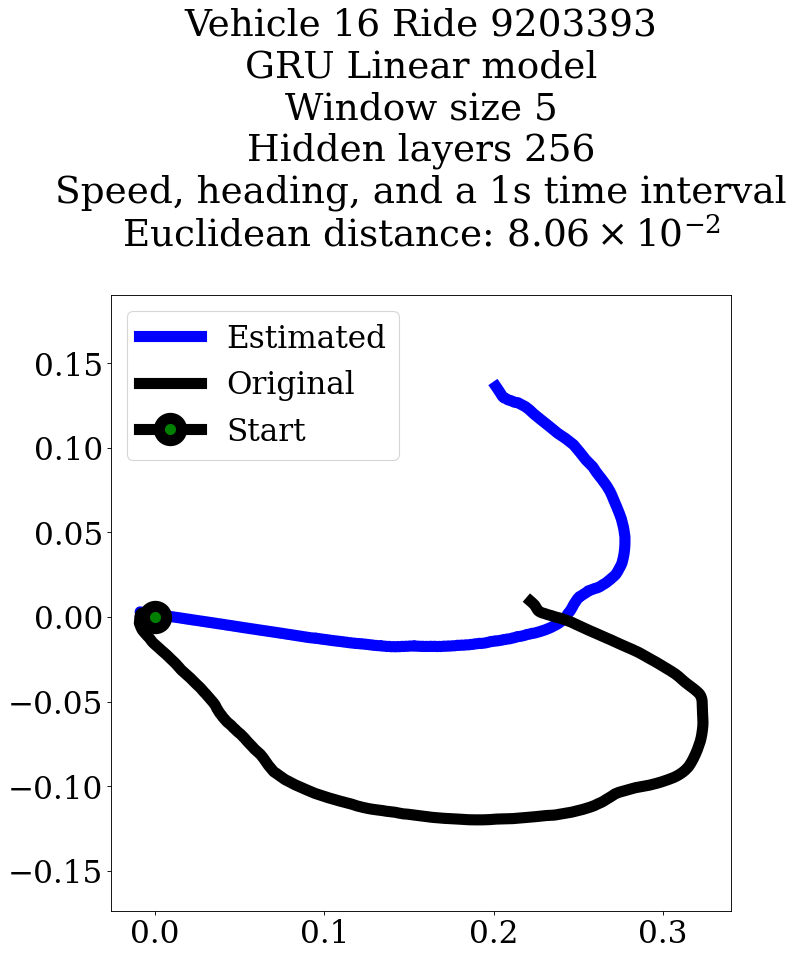 Vehicle 16 Ride 9203393
GRU Linear model
Window size 5
Hidden layers 256
Speed, heading, and a 1s time interval
Euclidean distance: 8.06 × 10⁻²
Estimated
Original
Start
0.15
0.10
0.05
0.00
−0.05
−0.10
−0.15
0.0 0.1 0.2 0.3